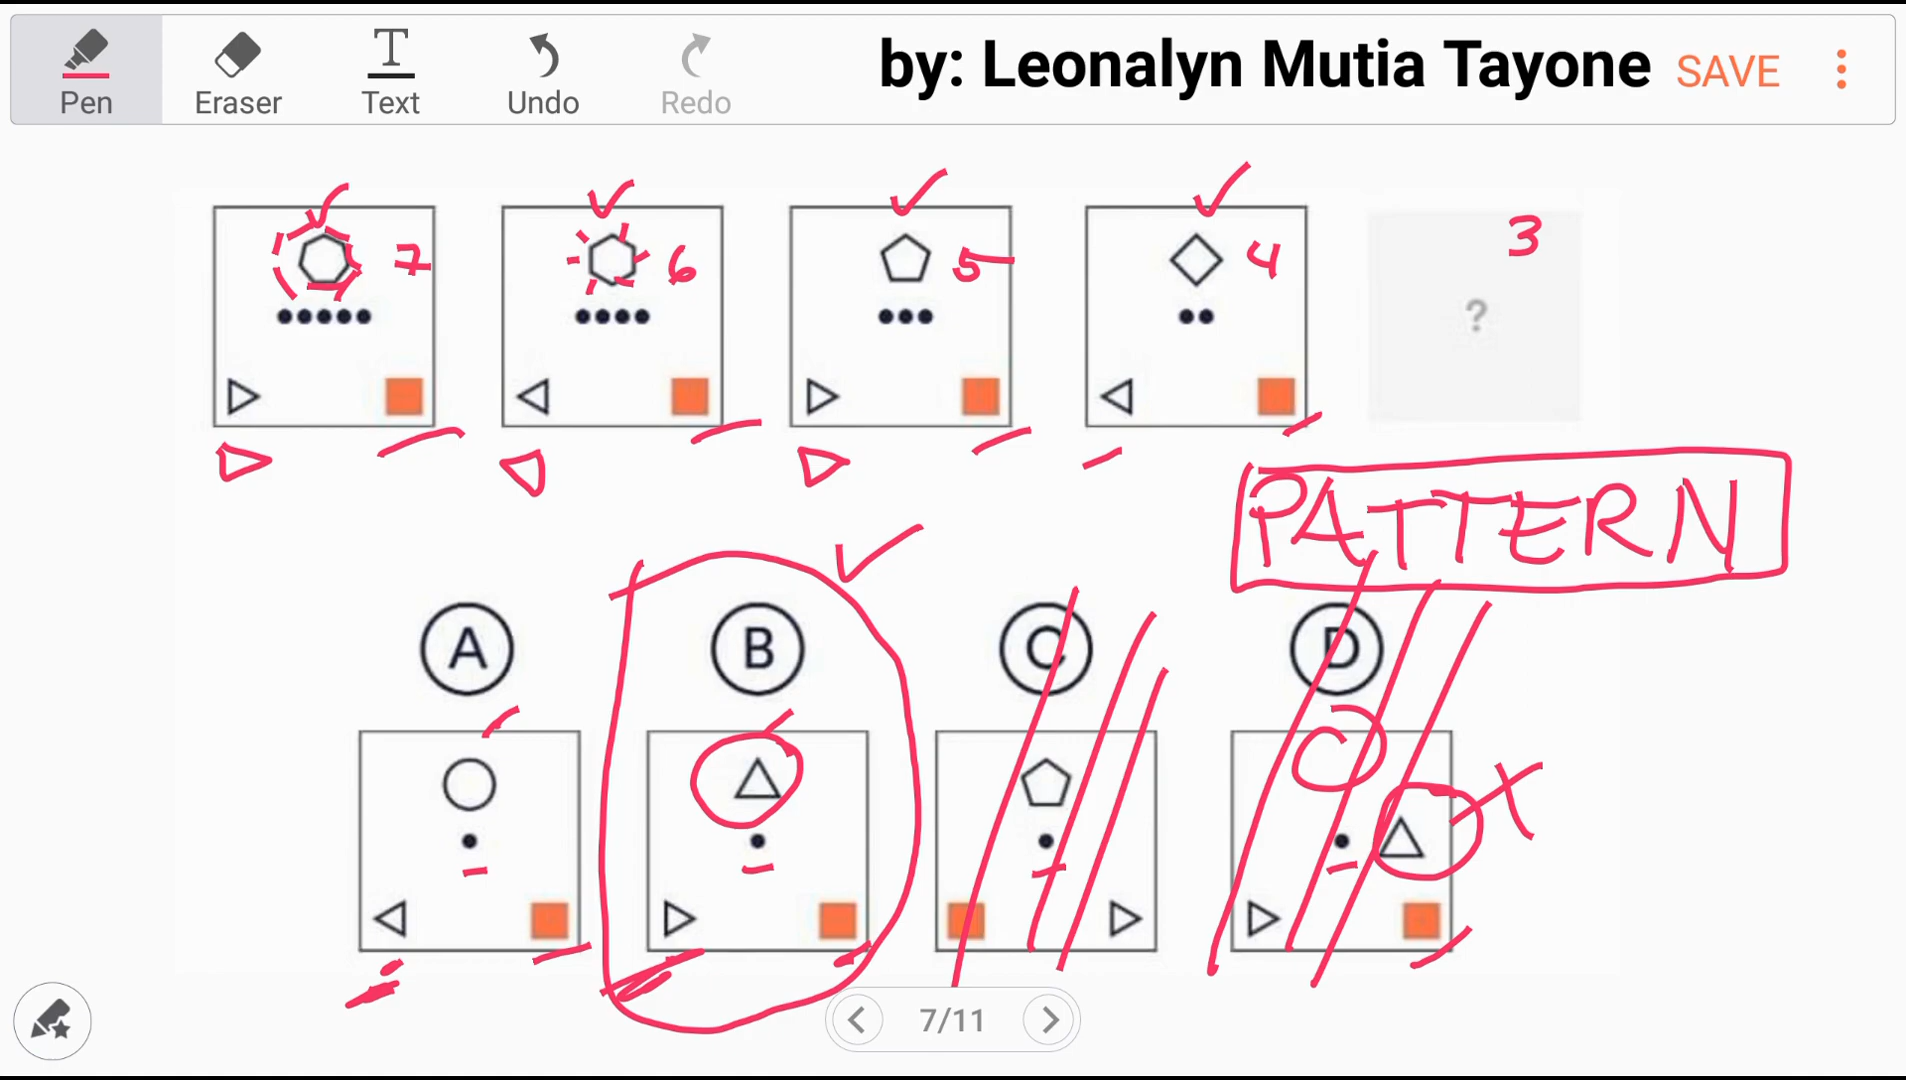 by: Leonalyn Mutia Tayone
SAVE
Pen
Eraser
Text
Undo
Redo
7
6
5
4
3
?
PATTERN
A
B
C
D
7/11